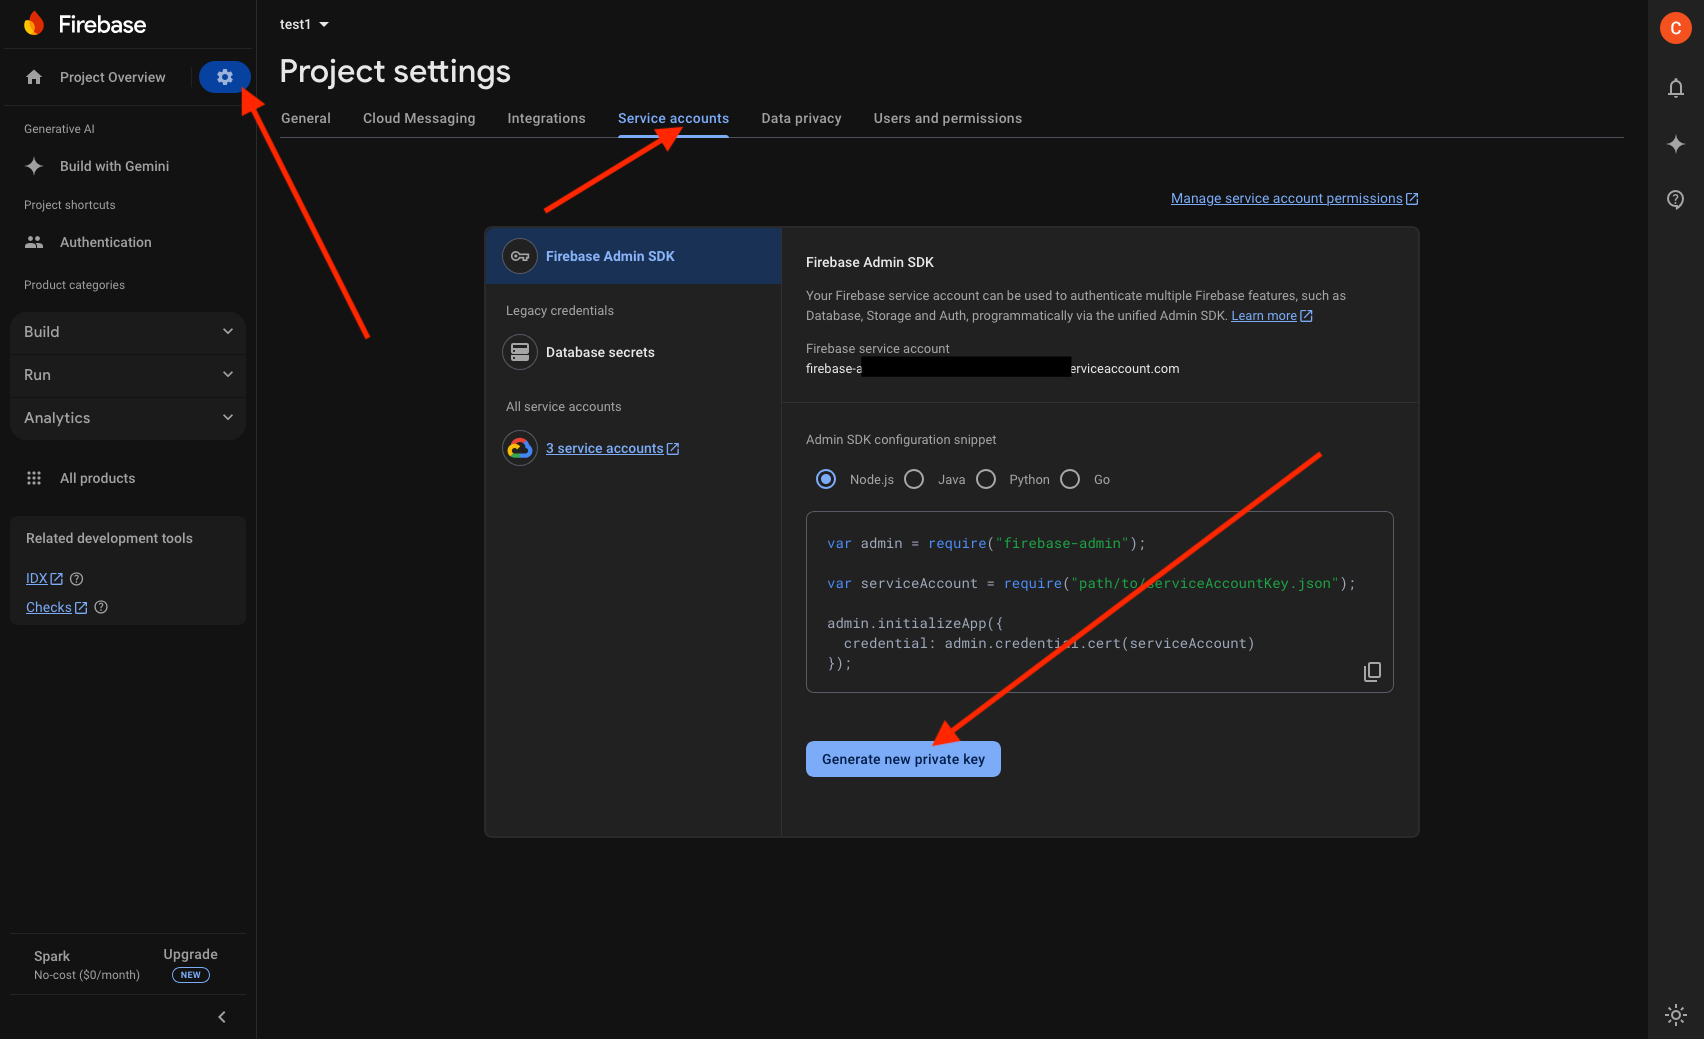 Firebase
test1
C
Project Overview
Project settings
General
Cloud Messaging
Integrations
Service accounts
Data privacy
Users and permissions
Generative AI
Build with Gemini
Project shortcuts
Authentication
Product categories
Build
Run
Analytics
All products
Related development tools
IDX
Checks
Spark
No-cost ($0/month)
Upgrade
NEW
Manage service account permissions
Firebase Admin SDK
Legacy credentials
Database secrets
All service accounts
3 service accounts
Firebase Admin SDK
Your Firebase service account can be used to authenticate multiple Firebase features, such as
Database, Storage and Auth, programmatically via the unified Admin SDK. Learn more
Firebase service account
firebase-a erviceaccount.com
Admin SDK configuration snippet
Node.js
Java
Python
Go
var admin = require("firebase-admin");
var serviceAccount = require("path/to/serviceAccountKey.json");
admin.initializeApp({
credential: admin.credential.cert(serviceAccount)
});
Generate new private key